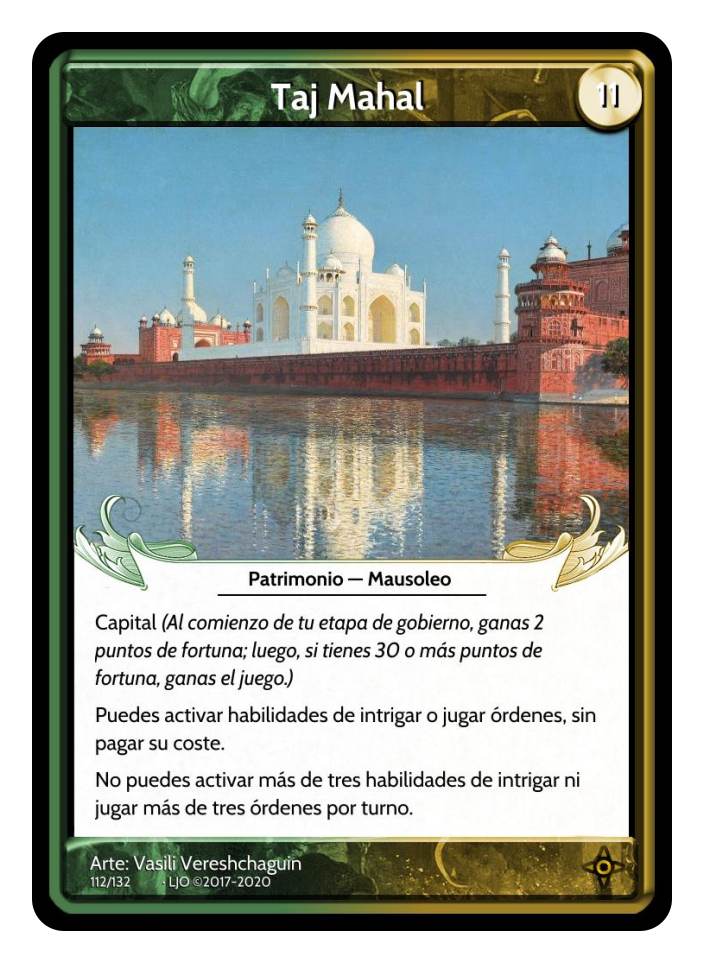 Taj Mahal
11
Patrimonio — Mausoleo
Capital (Al comienzo de tu etapa de gobierno, ganas 2
puntos de fortuna; luego, si tienes 30 o más puntos de
fortuna, ganas el juego.)
Puedes activar habilidades de intrigar o jugar órdenes, sin
pagar su coste.
No puedes activar más de tres habilidades de intrigar ni
jugar más de tres órdenes por turno.
Arte: Vasili Vereshchaguin
112/132 · LJO ©2017-2020